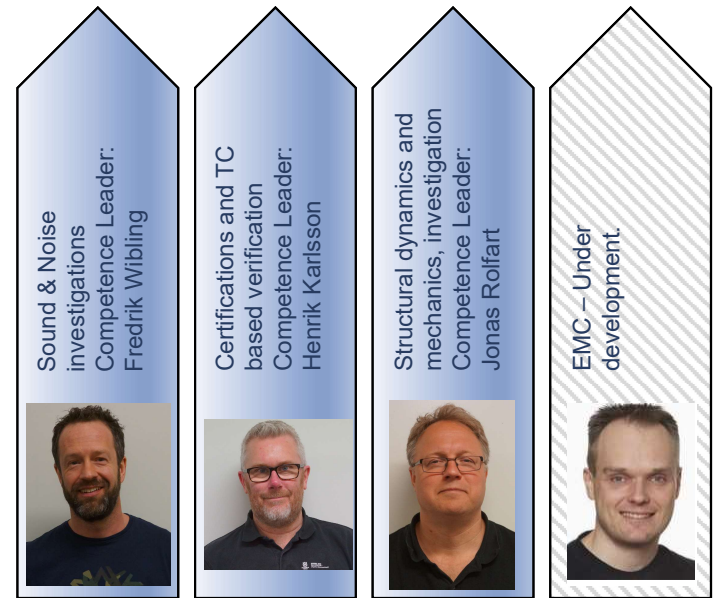 Sound & Noise
investigations
Competence Leader:
Fredrik Wibling
Certifications and TC
based verification
Competence Leader:
Henrik Karlsson
Structural dynamics and
mechanics, investigation
Competence Leader:
Jonas Rolfart
EMC – Under
development.